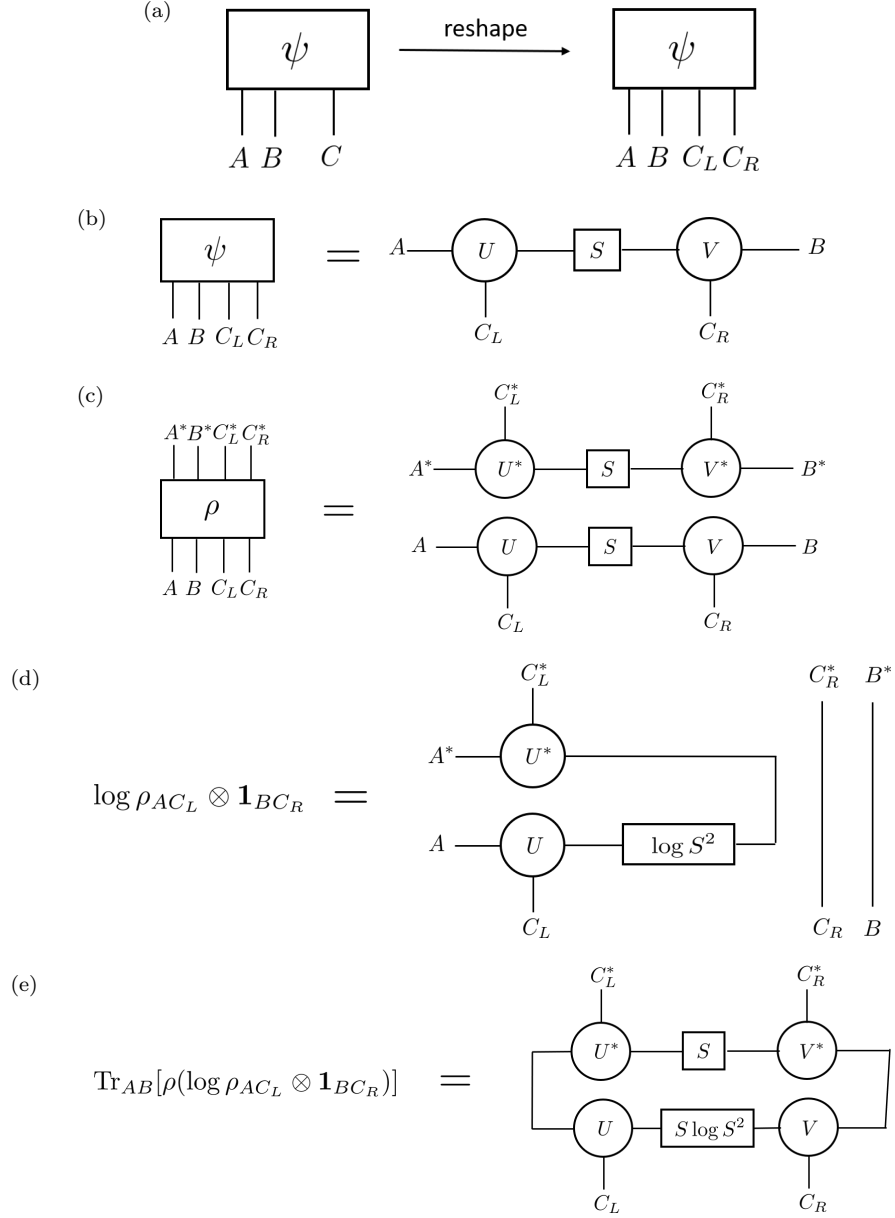 (a)
ψ reshape ψ
A B C A B C_L C_R
(b)
ψ = A U S V B
A B C_L C_R C_L C_R
(c)
C_L^* C_R^*
A^* B^* C_L^* C_R^*
A^* U^* S V^* B^*
ρ =
A U S V B
A B C_L C_R C_L C_R
(d)
C_L^* C_R^* B^*
A^* U^*
log ρ_{AC_L} ⊗ 1_{BC_R} =
A U log S^2
C_L C_R B
(e)
C_L^* C_R^*
U^* S V^*
Tr_{AB}[ρ(log ρ_{AC_L} ⊗ 1_{BC_R})] =
U S log S^2 V
C_L C_R